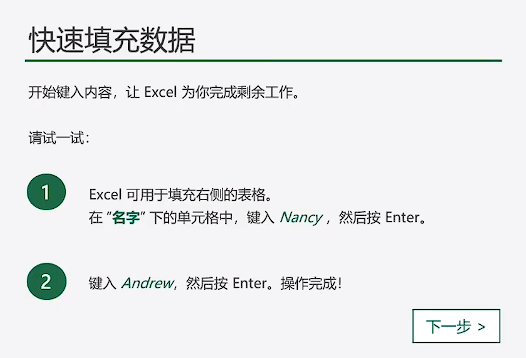 快速填充数据
开始键入内容，让 Excel 为你完成剩余工作。
请试一试：
1
Excel 可用于填充右侧的表格。
在 “名字” 下的单元格中，键入 Nancy ，然后按 Enter。
2
键入 Andrew，然后按 Enter。操作完成！
下一步 >